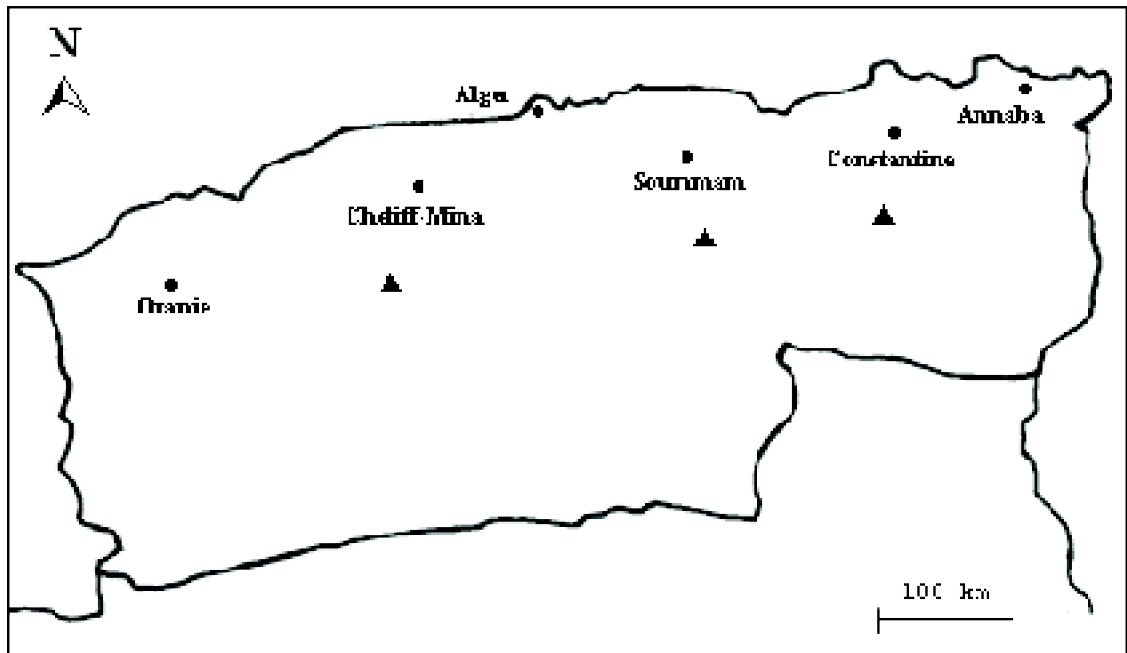 N
Alger
Annaba
Constantine
Soummam
Cheliff-Mina
Oranie
100 km